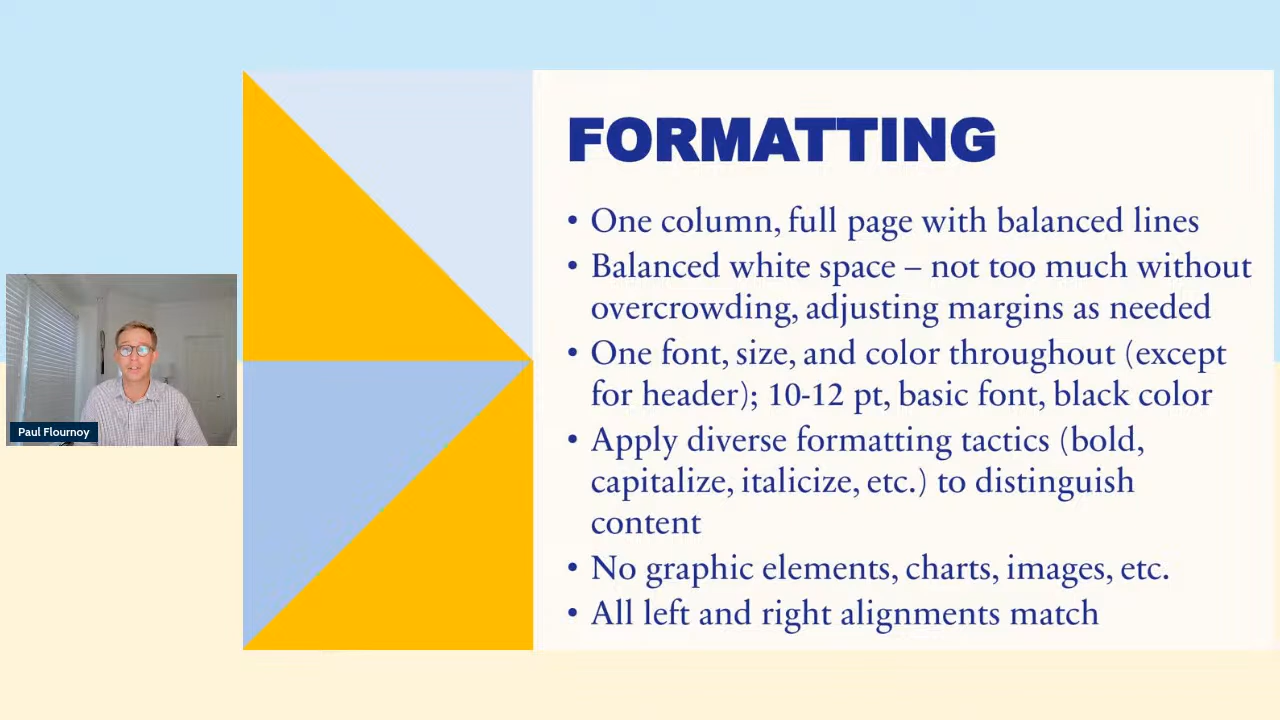 FORMATTING
• One column, full page with balanced lines
• Balanced white space – not too much without
overcrowding, adjusting margins as needed
• One font, size, and color throughout (except
for header); 10-12 pt, basic font, black color
• Apply diverse formatting tactics (bold,
capitalize, italicize, etc.) to distinguish
content
• No graphic elements, charts, images, etc.
• All left and right alignments match
Paul Flournoy